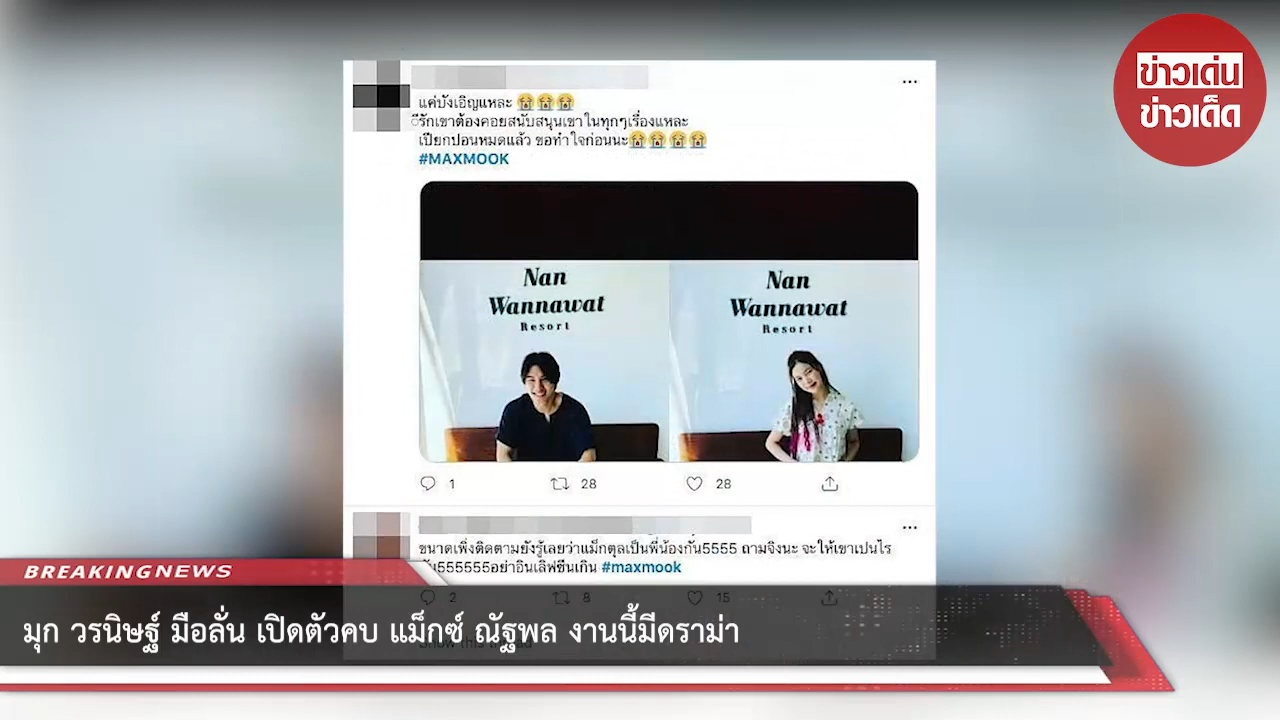 ข่าวเด่น
ข่าวเด็ด
แค่บังเอิญแหละ 😭😭😭
รักเขาต้องคอยสนับสนุนเขาในทุกๆเรื่องแหละ
เปียกปอนหมดแล้ว ขอทำใจก่อนนะ😭😭😭😭
#MAXMOOK
Nan
Wannawat
Resort
Nan
Wannawat
Resort
1 28 28
ขนาดเพิ่งติดตามยังรู้เลยว่าแม็กตุลเป็นพี่น้องกั๊น5555 ถามจิงนะ จะให้เขาเปนไร
555555อย่าอินเลิฟซีนเกิน #maxmook
2 8 15
BREAKING NEWS
มุก วรนิษฐ์ มือลั่น เปิดตัวคบ แม็กซ์ ณัฐพล งานนี้มีดราม่า